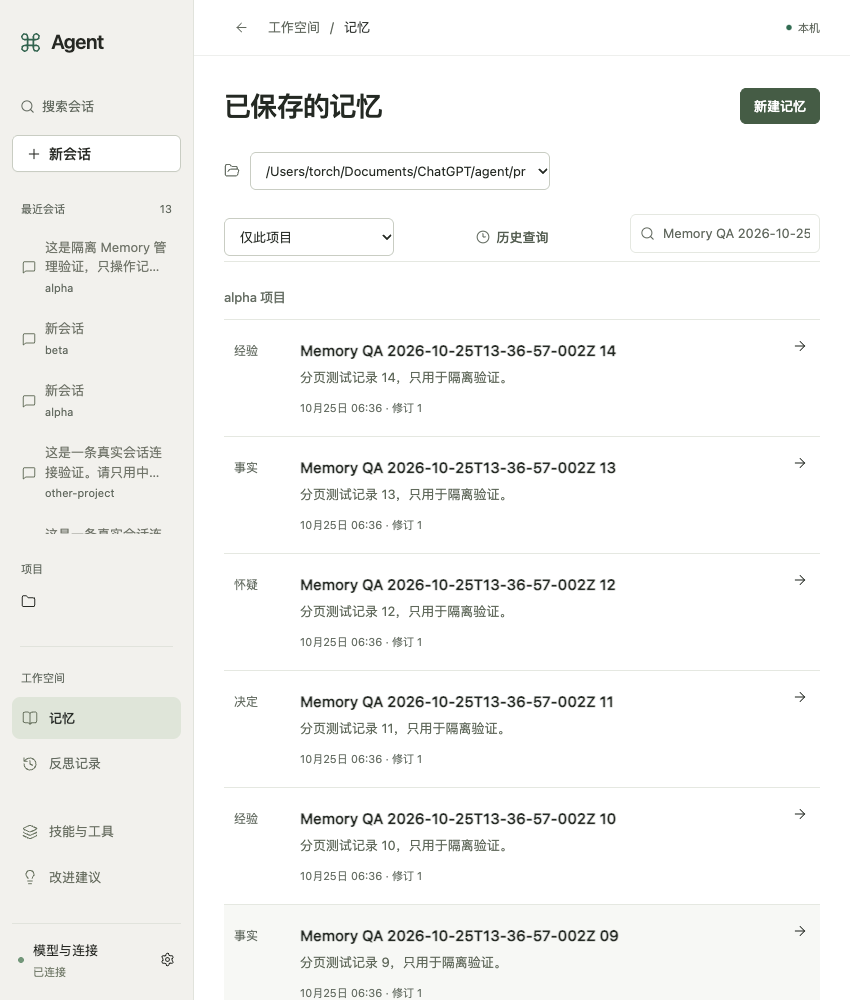 Agent
搜索会话
新会话
最近会话 13
这是隔离 Memory 管
理验证，只操作记...
alpha
新会话
beta
新会话
alpha
这是一条真实会话连
接验证。请只用中...
other-project
这是一条真实会话连
项目
工作空间
记忆
反思记录
技能与工具
改进建议
模型与连接
已连接
工作空间 / 记忆
本机
已保存的记忆
新建记忆
/Users/torch/Documents/ChatGPT/agent/pr
仅此项目
历史查询
Memory QA 2026-10-25
alpha 项目
经验
Memory QA 2026-10-25T13-36-57-002Z 14
分页测试记录 14，只用于隔离验证。
10月25日 06:36 · 修订 1
事实
Memory QA 2026-10-25T13-36-57-002Z 13
分页测试记录 13，只用于隔离验证。
10月25日 06:36 · 修订 1
怀疑
Memory QA 2026-10-25T13-36-57-002Z 12
分页测试记录 12，只用于隔离验证。
10月25日 06:36 · 修订 1
决定
Memory QA 2026-10-25T13-36-57-002Z 11
分页测试记录 11，只用于隔离验证。
10月25日 06:36 · 修订 1
经验
Memory QA 2026-10-25T13-36-57-002Z 10
分页测试记录 10，只用于隔离验证。
10月25日 06:36 · 修订 1
事实
Memory QA 2026-10-25T13-36-57-002Z 09
分页测试记录 9，只用于隔离验证。
10月25日 06:36 · 修订 1